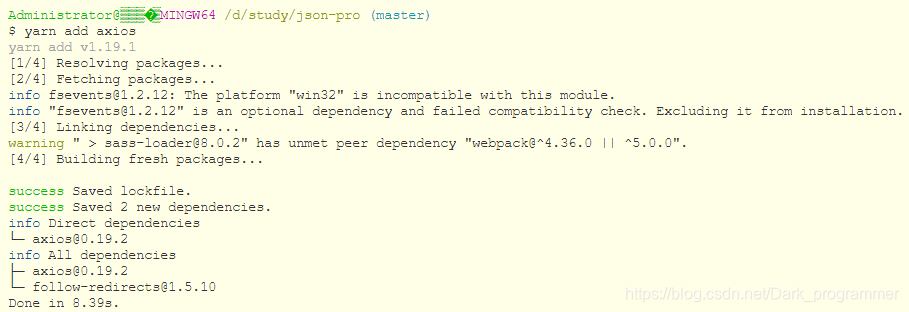 Administrator@ MINGW64 /d/study/json-pro (master)
$ yarn add axios
yarn add v1.19.1
[1/4] Resolving packages...
[2/4] Fetching packages...
info fsevents@1.2.12: The platform "win32" is incompatible with this module.
info "fsevents@1.2.12" is an optional dependency and failed compatibility check. Excluding it from installation.
[3/4] Linking dependencies...
warning " > sass-loader@8.0.2" has unmet peer dependency "webpack@^4.36.0 || ^5.0.0".
[4/4] Building fresh packages...
success Saved lockfile.
success Saved 2 new dependencies.
info Direct dependencies
└─ axios@0.19.2
info All dependencies
├─ axios@0.19.2
└─ follow-redirects@1.5.10
Done in 8.39s.
https://blog.csdn.net/Dark_programmer